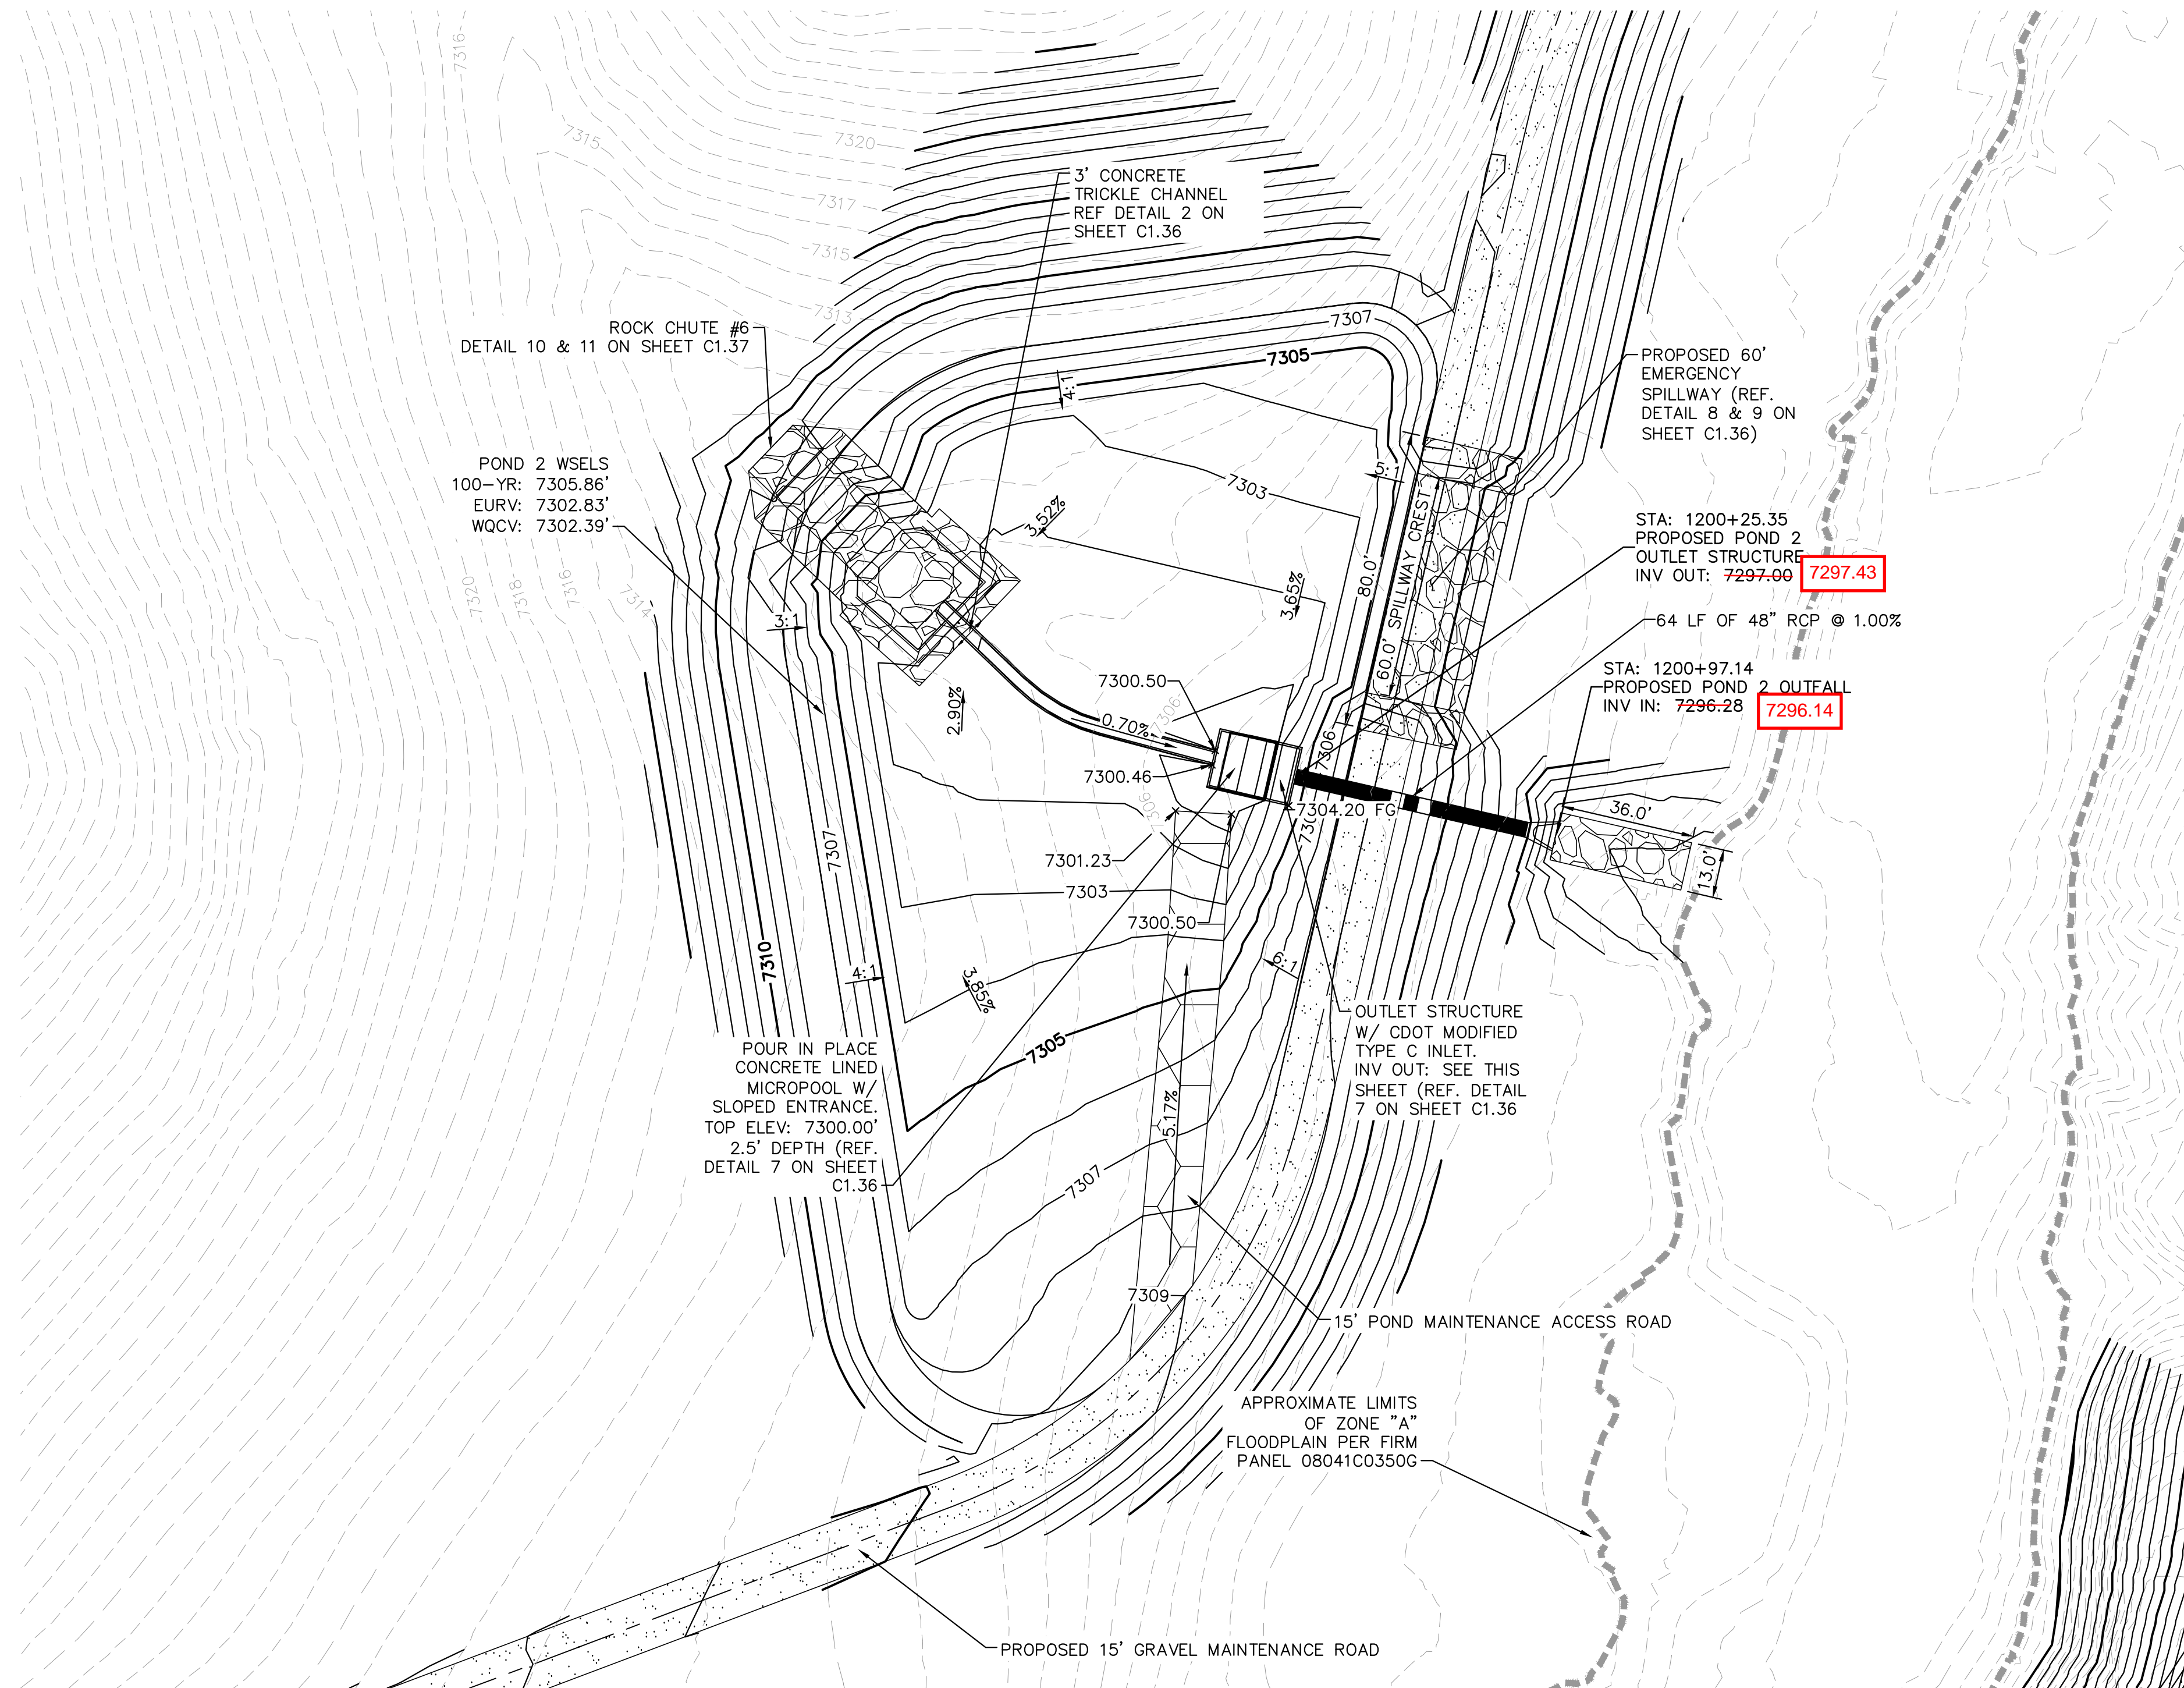 7316
7315
7320
7317
7315
7313
3' CONCRETE
TRICKLE CHANNEL
REF DETAIL 2 ON
SHEET C1.36
ROCK CHUTE #6
DETAIL 10 & 11 ON SHEET C1.37
7307
7305
4:1
PROPOSED 60'
EMERGENCY
SPILLWAY (REF.
DETAIL 8 & 9 ON
SHEET C1.36)
POND 2 WSELS
100-YR: 7305.86'
EURV: 7302.83'
WQCV: 7302.39'
5:1
7303
3.52%
3.65%
80.0'
60.0' SPILLWAY CREST
STA: 1200+25.35
PROPOSED POND 2
OUTLET STRUCTURE
INV OUT: 7297.00 7297.43
64 LF OF 48" RCP @ 1.00%
STA: 1200+97.14
PROPOSED POND 2 OUTFALL
INV IN: 7296.28 7296.14
7320
7318
7316
7314
3:1
2.90%
7300.50
0.70%
7306
7306
7300.46
7306
7304.20 FG
36.0'
13.0'
7307
7301.23
7303
7300.50
7310
4:1
3.85%
6:1
7305
5.17%
OUTLET STRUCTURE
W/ CDOT MODIFIED
TYPE C INLET.
INV OUT: SEE THIS
SHEET (REF. DETAIL
7 ON SHEET C1.36
POUR IN PLACE
CONCRETE LINED
MICROPOOL W/
SLOPED ENTRANCE.
TOP ELEV: 7300.00'
2.5' DEPTH (REF.
DETAIL 7 ON SHEET
C1.36
7307
7309
15' POND MAINTENANCE ACCESS ROAD
APPROXIMATE LIMITS
OF ZONE "A"
FLOODPLAIN PER FIRM
PANEL 08041C0350G
PROPOSED 15' GRAVEL MAINTENANCE ROAD